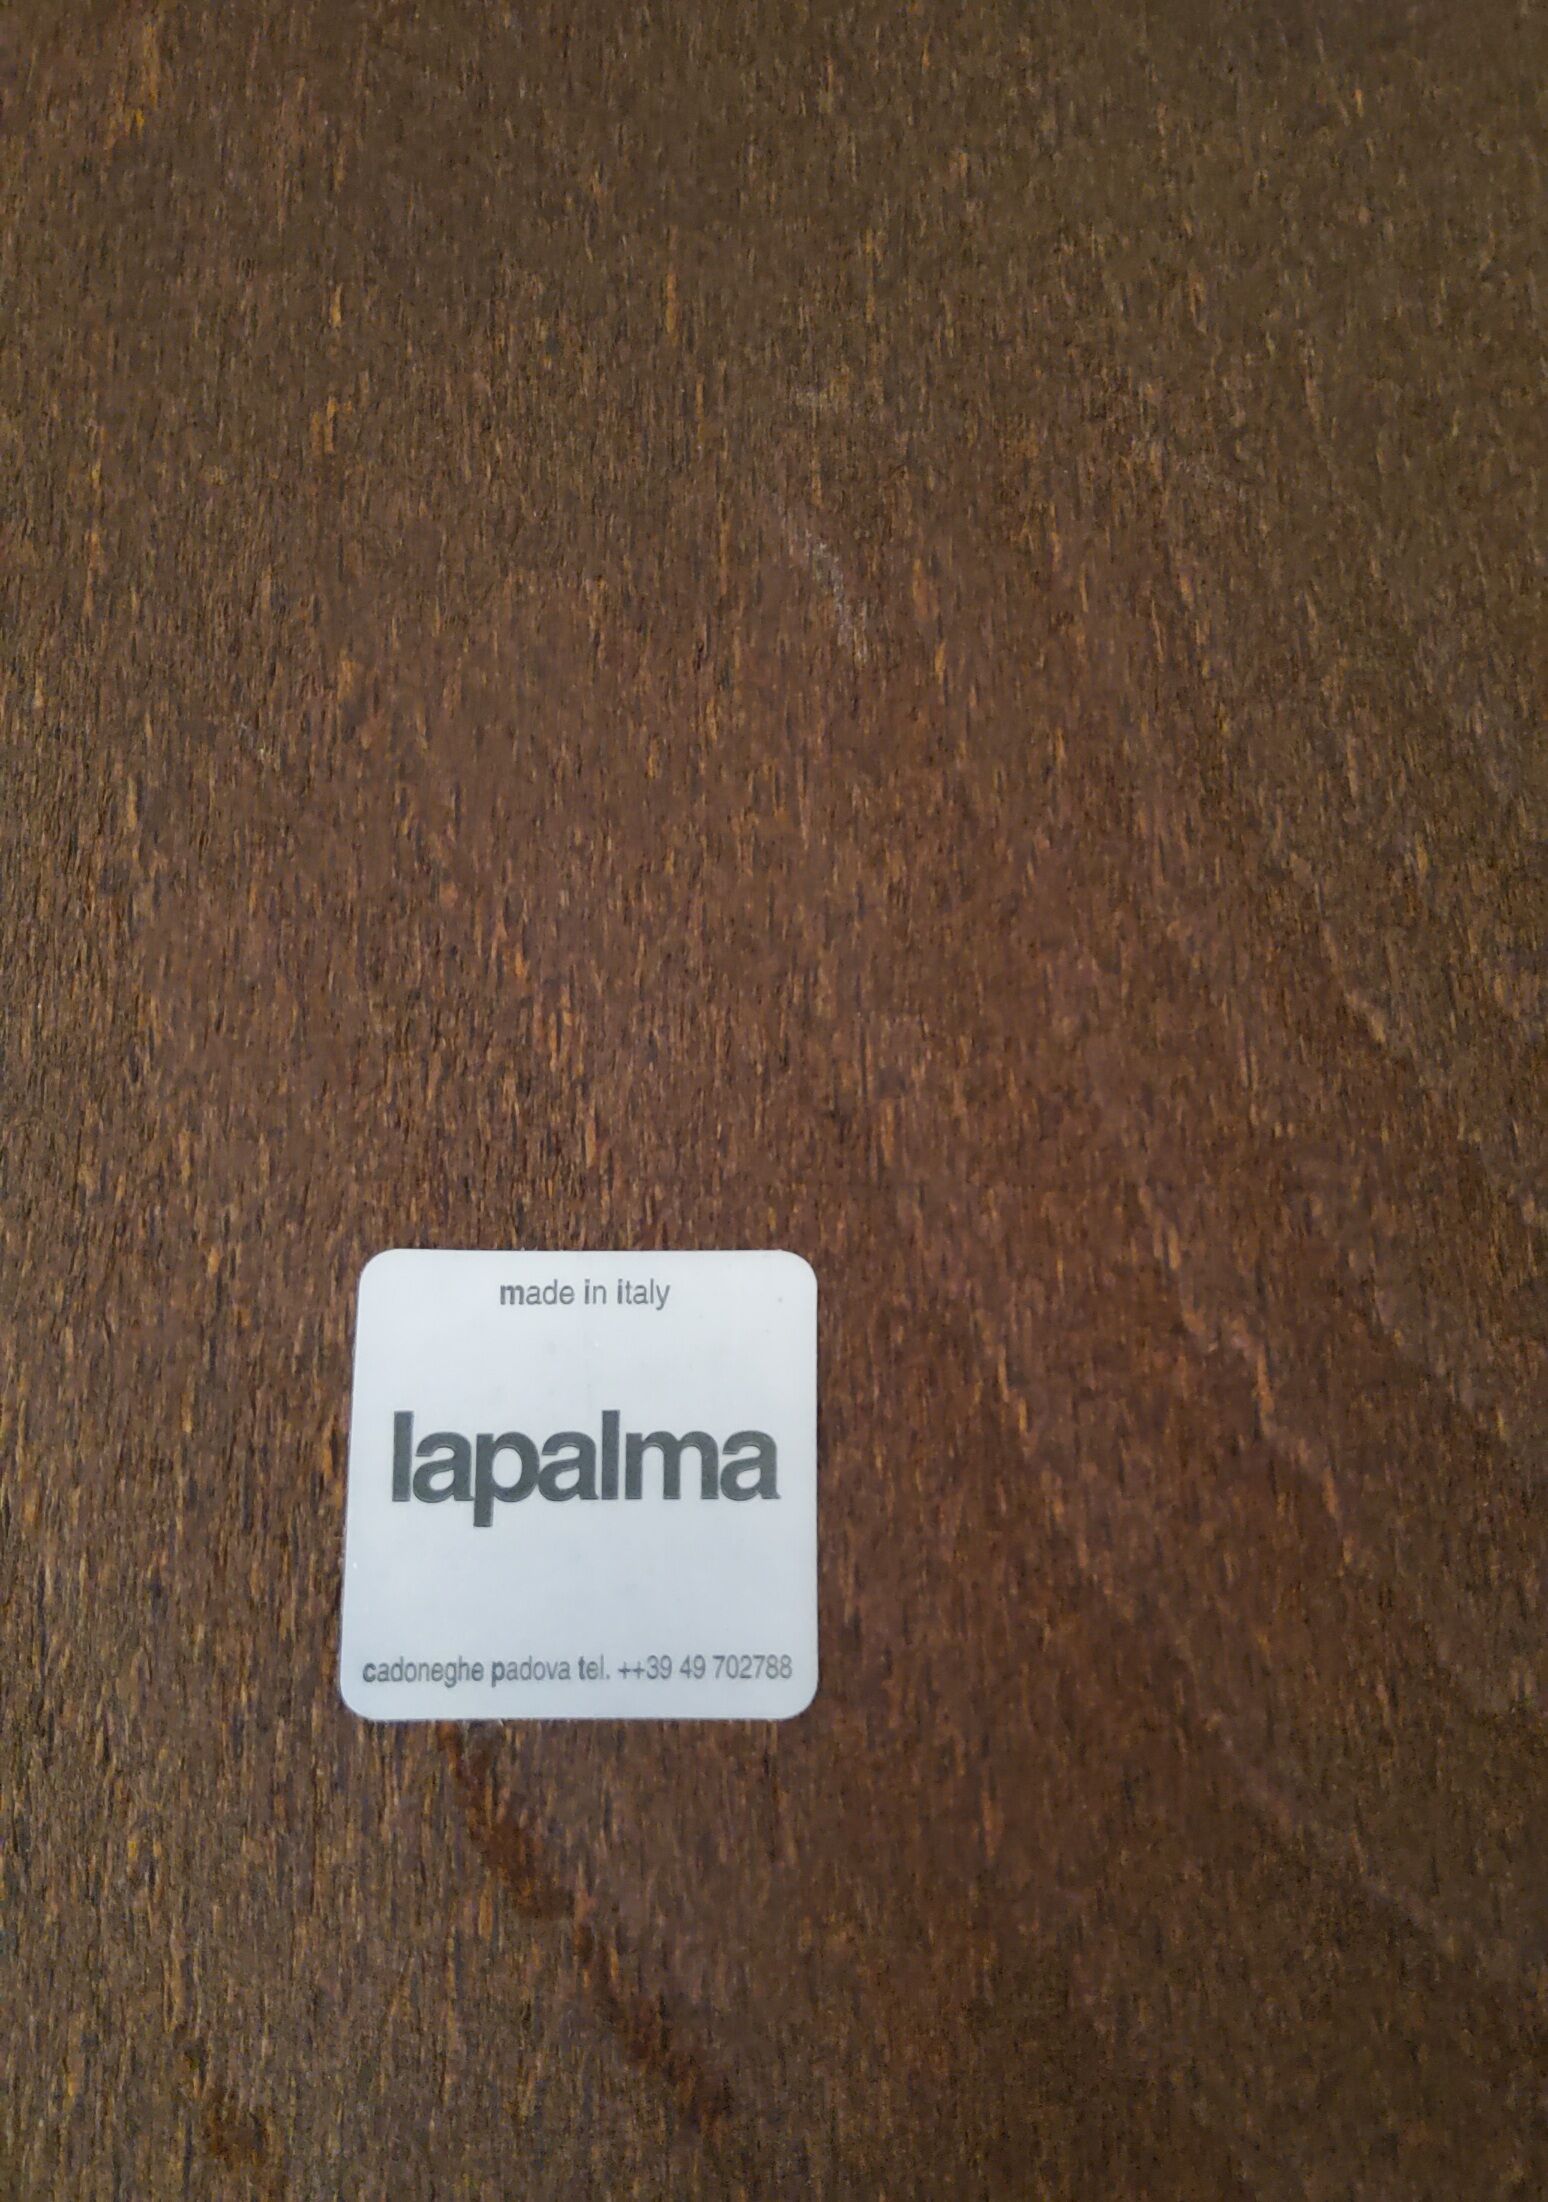 made in italy
lapalma
cadoneghe padova tel. ++39 49 702788